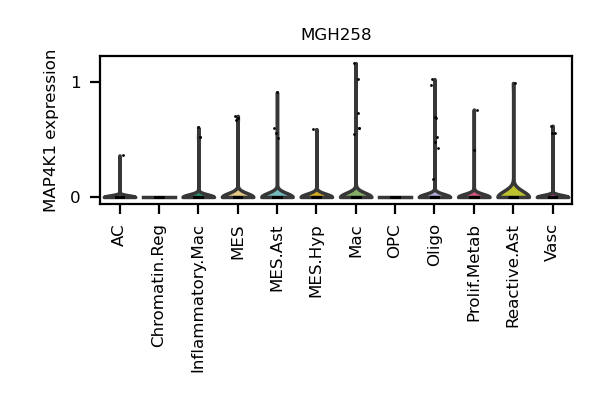 MGH258
MAP4K1 expression
1
0
AC
Chromatin.Reg
Inflammatory.Mac
MES
MES.Ast
MES.Hyp
Mac
OPC
Oligo
Prolif.Metab
Reactive.Ast
Vasc